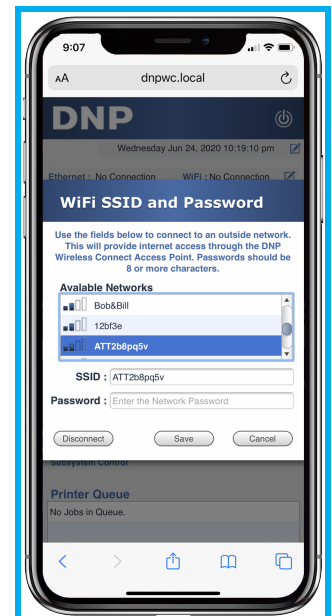 9:07
AA dnpwc.local
DNP
Wednesday Jun 24, 2020 10:19:10 pm
Ethernet : No Connection WiFi : No Connection
WiFi SSID and Password
Use the fields below to connect to an outside network.
This will provide internet access through the DNP
Wireless Connect Access Point. Passwords should be
8 or more characters.
Avalable Networks
Bob&Bill
12bf3e
ATT2b8pq5v
SSID : ATT2b8pq5v
Password : Enter the Network Password
Disconnect Save Cancel
Subsystem Control
Printer Queue
No Jobs in Queue.